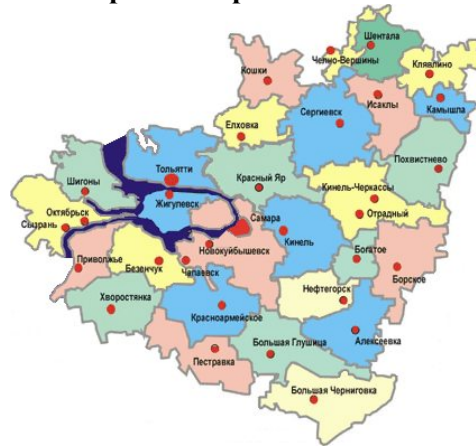 Шентала
Челно-Вершины
Клявлино
Кошки
Исаклы
Камышла
Сергиевск
Елховка
Похвистнево
Тольятти
Красный Яр
Шигоны
Кинель-Черкассы
Жигулевск
Октябрьск
Отрадный
Самара
Сызрань
Кинель
Новокуйбышевск
Богатое
Приволжье
Безенчук
Чапаевск
Борское
Нефтегорск
Хворостянка
Красноармейское
Алексеевка
Большая Глушица
Пестравка
Большая Черниговка